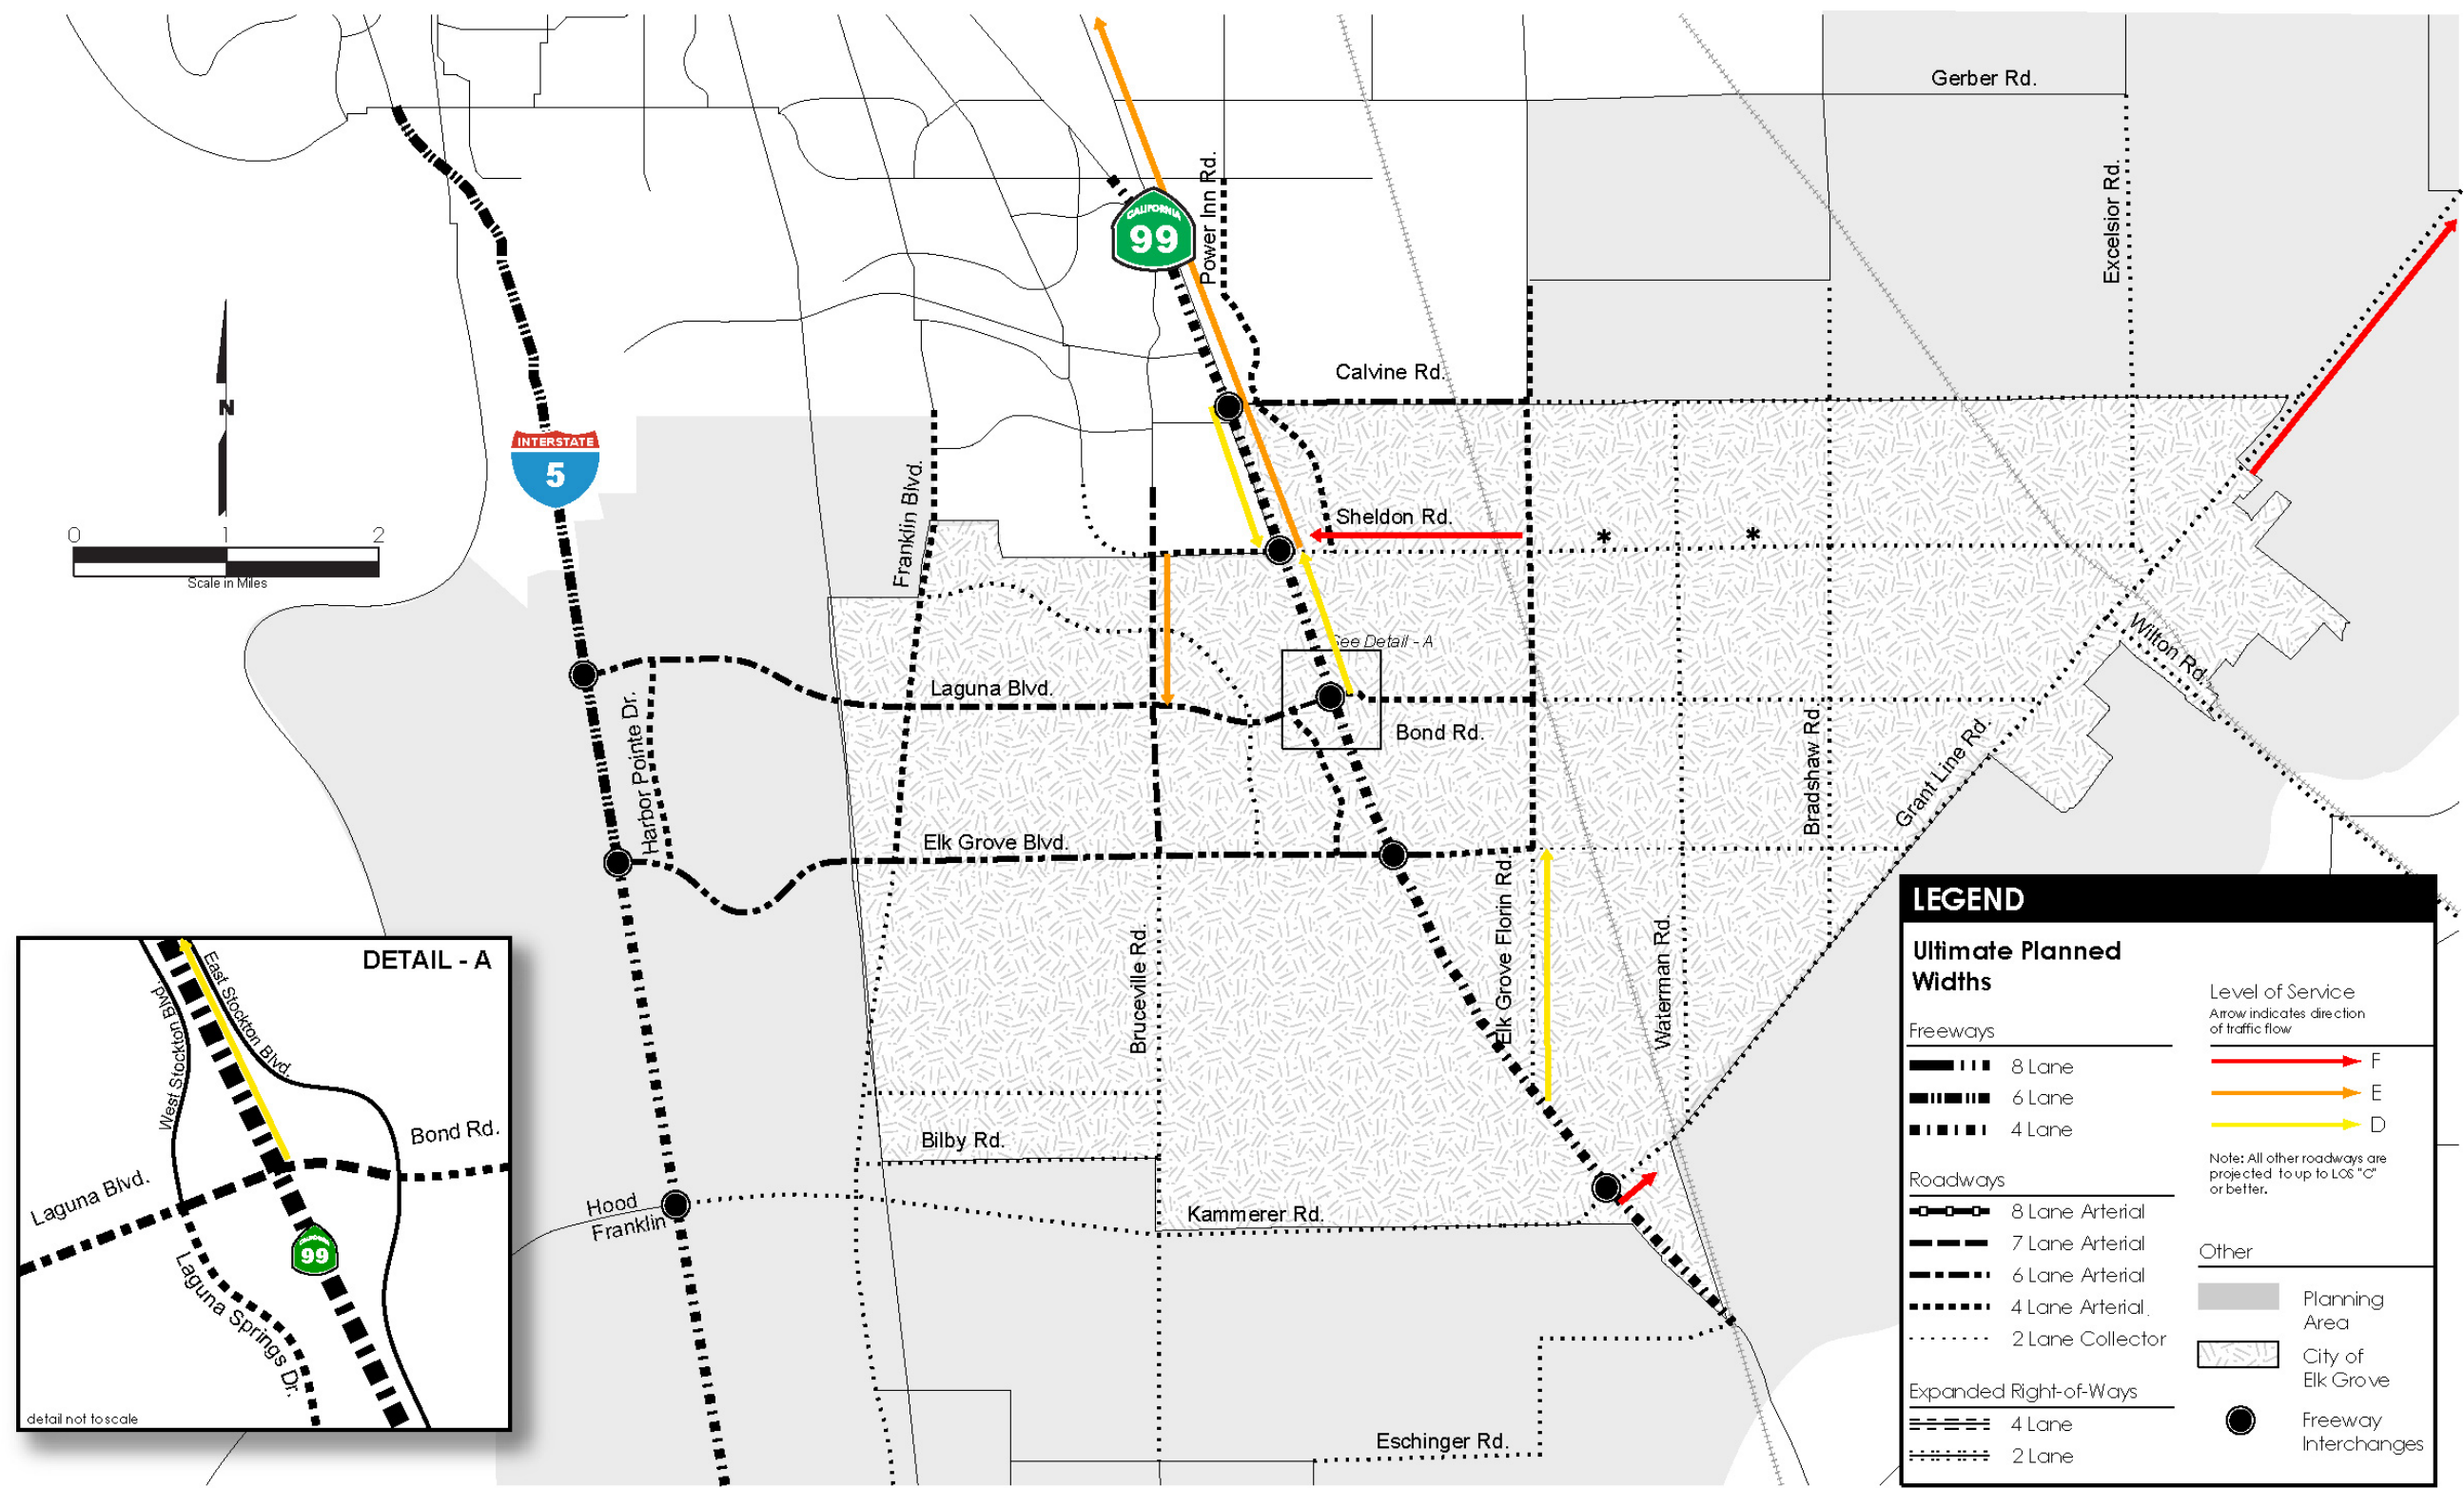 Gerber Rd.
Power Inn Rd.
Excelsior Rd.
CALIFORNIA
99
Calvine Rd.
N
INTERSTATE
5
Franklin Blvd.
Sheldon Rd.
*
*
0 1 2
Scale in Miles
See Detail - A
Wilton Rd.
Laguna Blvd.
Harbor Pointe Dr.
Bond Rd.
Bradshaw Rd.
Grant Line Rd.
Elk Grove Blvd.
Elk Grove Florin Rd.
Bruceville Rd.
Waterman Rd.
Bilby Rd.
Hood
Franklin
Kammerer Rd.
Eschinger Rd.
DETAIL - A
East Stockton Blvd.
West Stockton Blvd.
Bond Rd.
Laguna Blvd.
CALIFORNIA
99
Laguna Springs Dr.
detail not to scale
LEGEND
Ultimate Planned
Widths
Freeways
8 Lane
6 Lane
4 Lane
Roadways
8 Lane Arterial
7 Lane Arterial
6 Lane Arterial
4 Lane Arterial.
2 Lane Collector
Expanded Right-of-Ways
4 Lane
2 Lane
Level of Service
Arrow indicates direction
of traffic flow
F
E
D
Note: All other roadways are
projected to up to LOS "C"
or better.
Other
Planning
Area
City of
Elk Grove
Freeway
Interchanges